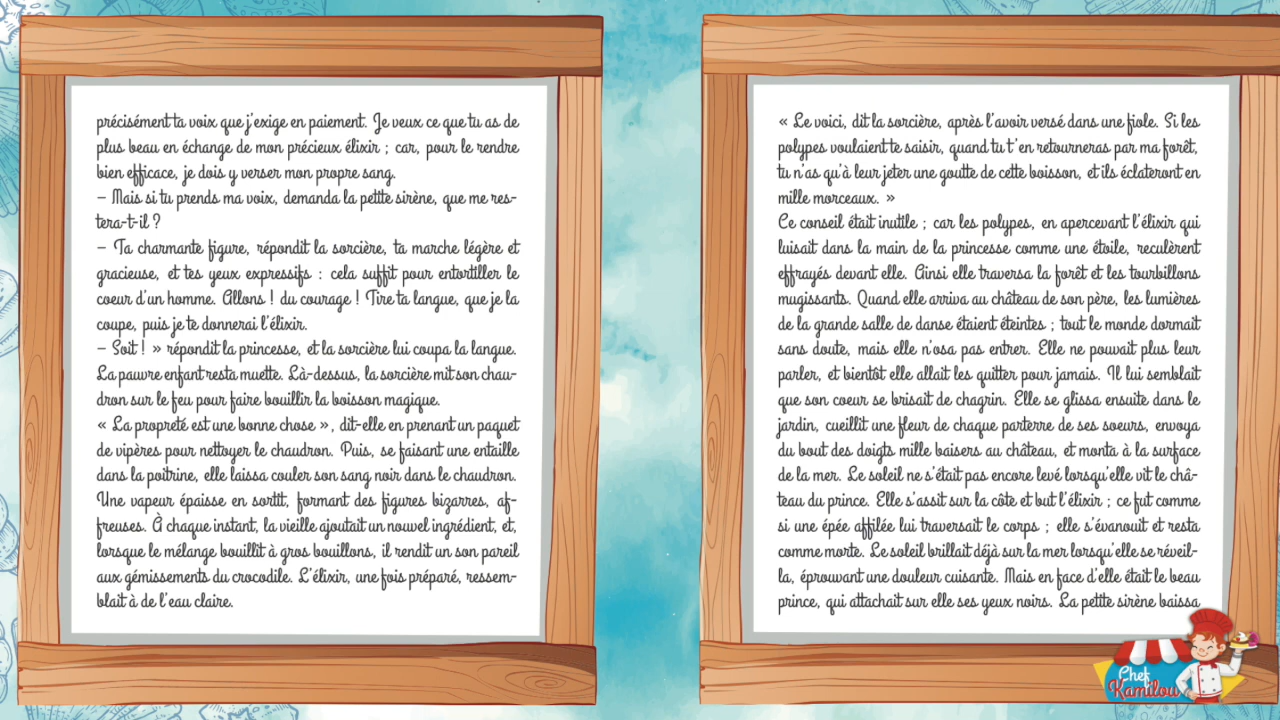 précisément ta voix que j'exige en paiement. Je veux ce que tu as de
plus beau en échange de mon précieux élixir ; car, pour le rendre
bien efficace, je dois y verser mon propre sang.
– Mais si tu prends ma voix, demanda la petite sirène, que me res-
tera-t-il ?
– Ta charmante figure, répondit la sorcière, ta marche légère et
gracieuse, et tes yeux expressifs : cela suffit pour entortiller le
coeur d'un homme. Allons ! du courage ! Tire ta langue, que je la
coupe, puis je te donnerai l'élixir.
– Soit ! » répondit la princesse, et la sorcière lui coupa la langue.
La pauvre enfant resta muette. Là-dessus, la sorcière mit son chau-
dron sur le feu pour faire bouillir la boisson magique.
« La propreté est une bonne chose », dit-elle en prenant un paquet
de vipères pour nettoyer le chaudron. Puis, se faisant une entaille
dans la poitrine, elle laissa couler son sang noir dans le chaudron.
Une vapeur épaisse en sortit, formant des figures bizarres, af-
freuses. À chaque instant, la vieille ajoutait un nouvel ingrédient, et,
lorsque le mélange bouillit à gros bouillons, il rendit un son pareil
aux gémissements du crocodile. L'élixir, une fois préparé, ressem-
blait à de l'eau claire.
« Le voici, dit la sorcière, après l'avoir versé dans une fiole. Si les
polypes voulaient te saisir, quand tu t'en retourneras par ma forêt,
tu n'as qu'à leur jeter une goutte de cette boisson, et ils éclateront en
mille morceaux. »
Ce conseil était inutile ; car les polypes, en apercevant l'élixir qui
luisait dans la main de la princesse comme une étoile, reculèrent
effrayés devant elle. Ainsi elle traversa la forêt et les tourbillons
mugissants. Quand elle arriva au château de son père, les lumières
de la grande salle de danse étaient éteintes ; tout le monde dormait
sans doute, mais elle n'osa pas entrer. Elle ne pouvait plus leur
parler, et bientôt elle allait les quitter pour jamais. Il lui semblait
que son coeur se brisait de chagrin. Elle se glissa ensuite dans le
jardin, cueillit une fleur de chaque parterre de ses soeurs, envoya
du bout des doigts mille baisers au château, et monta à la surface
de la mer. Le soleil ne s'était pas encore levé lorsqu'elle vit le châ-
teau du prince. Elle s'assit sur la côte et but l'élixir ; ce fut comme
si une épée affilée lui traversait le corps ; elle s'évanouit et resta
comme morte. Le soleil brillait déjà sur la mer lorsqu'elle se réveil-
la, éprouvant une douleur cuisante. Mais en face d'elle était le beau
prince, qui attachait sur elle ses yeux noirs. La petite sirène baissa
Chef
Kamilou